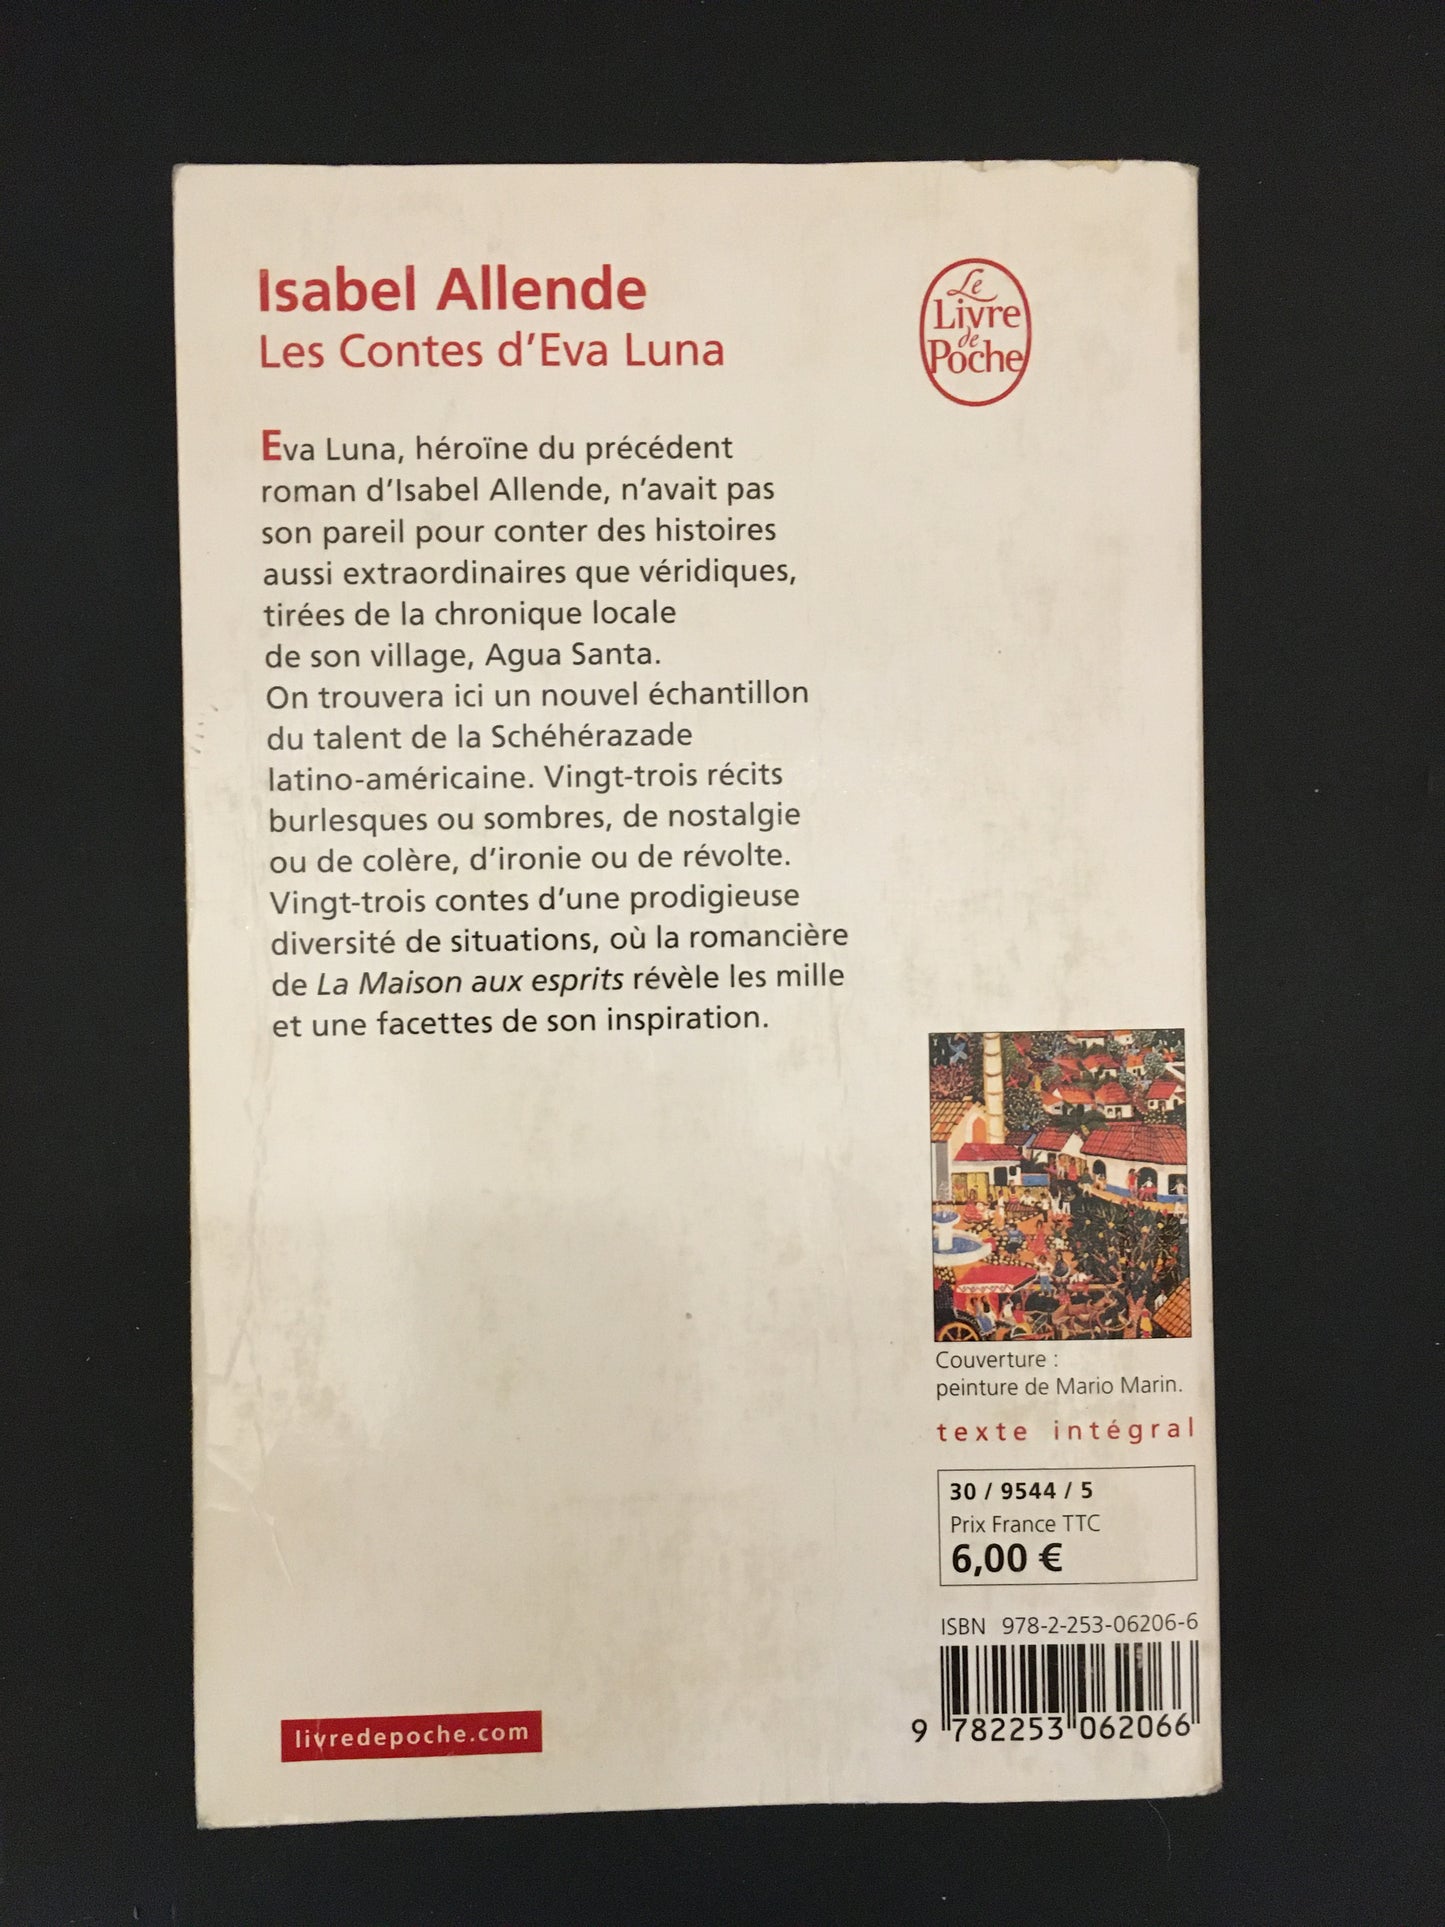 Isabel Allende
Les Contes d'Eva Luna
Le
Livre
de
Poche
Eva Luna, héroïne du précédent
roman d'Isabel Allende, n'avait pas
son pareil pour conter des histoires
aussi extraordinaires que véridiques,
tirées de la chronique locale
de son village, Agua Santa.
On trouvera ici un nouvel échantillon
du talent de la Schéhérazade
latino-américaine. Vingt-trois récits
burlesques ou sombres, de nostalgie
ou de colère, d'ironie ou de révolte.
Vingt-trois contes d'une prodigieuse
diversité de situations, où la romancière
de La Maison aux esprits révèle les mille
et une facettes de son inspiration.
Couverture :
peinture de Mario Marin.
texte intégral
30 / 9544 / 5
Prix France TTC
6,00 €
ISBN 978-2-253-06206-6
9 782253 062066
livredepoche.com